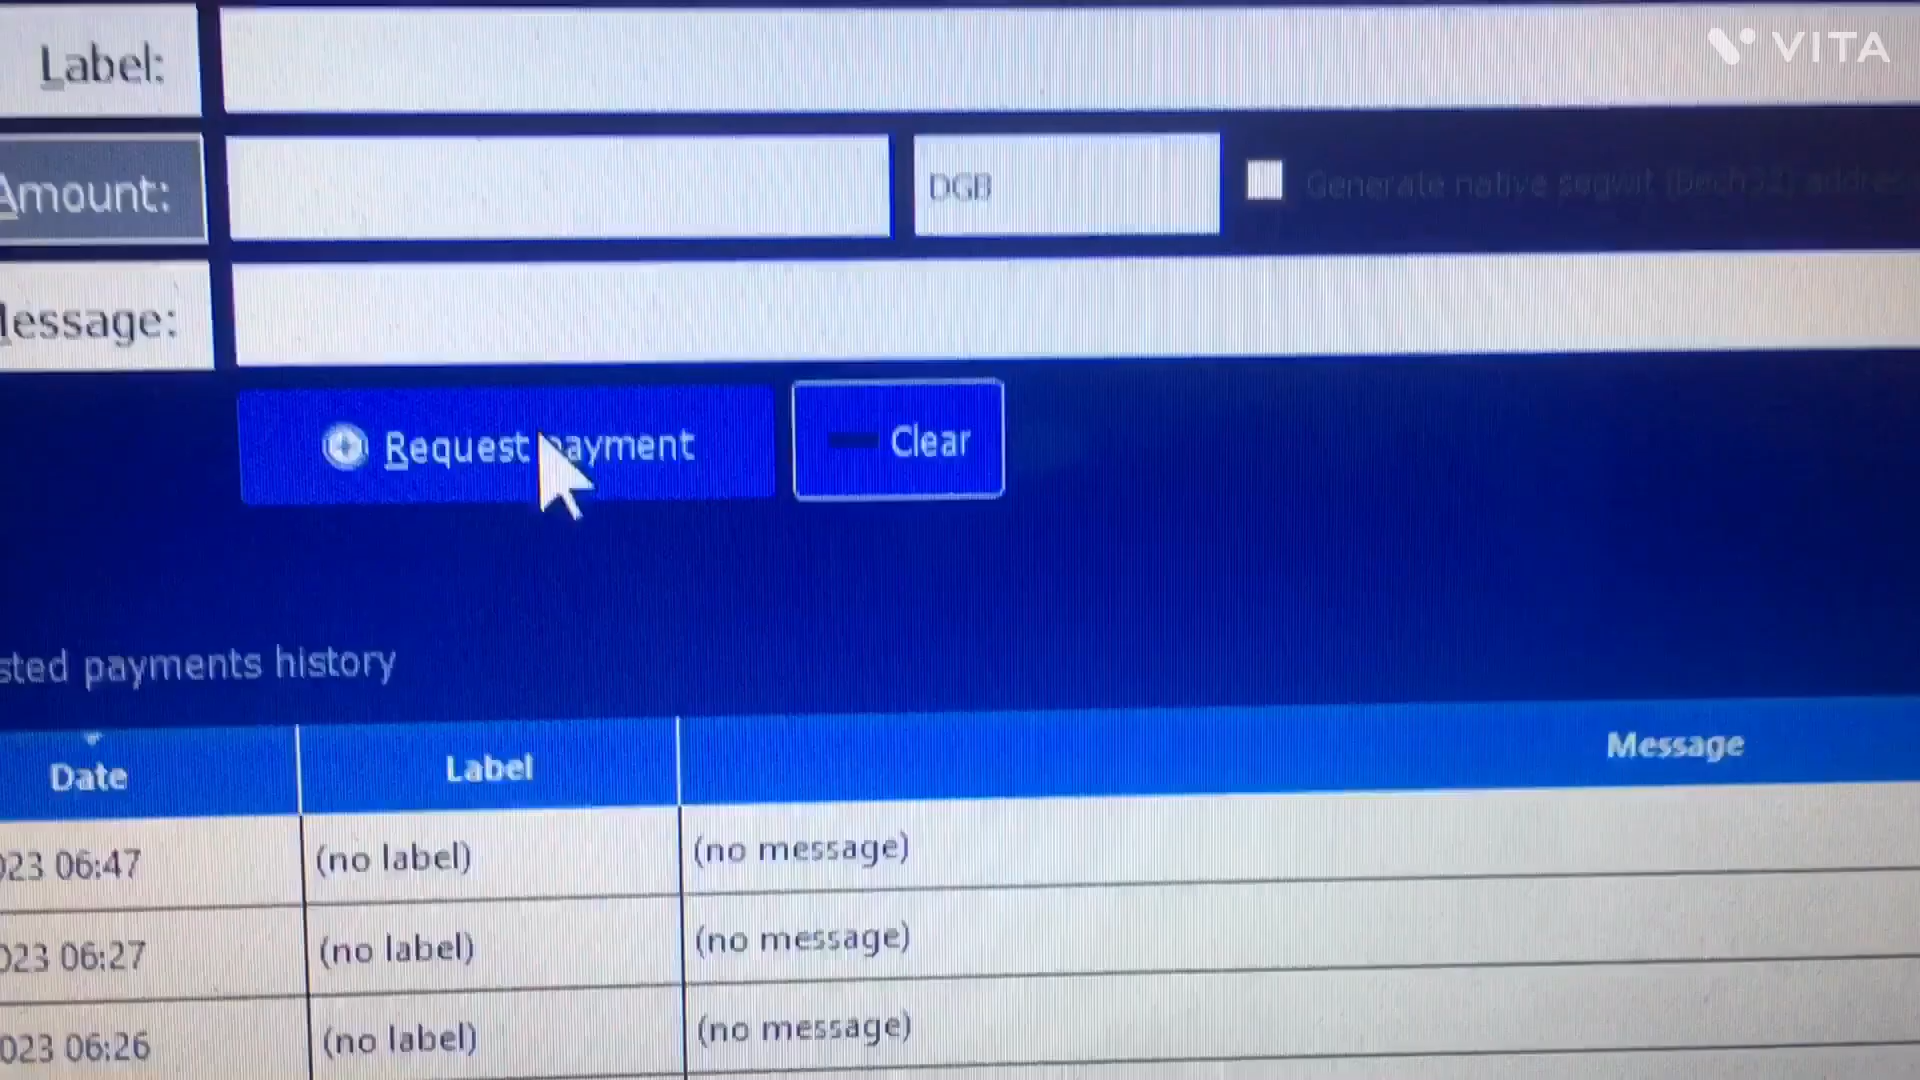 Label:
VITA
Amount:
DGB
Generate native segwit (bech32) addres
Message:
Request payment
Clear
sted payments history
Date
Label
Message
023 06:47
(no label)
(no message)
023 06:27
(no label)
(no message)
023 06:26
(no label)
(no message)